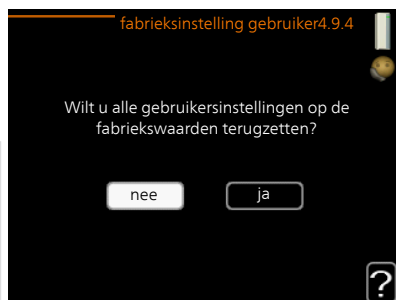 fabrieksinstelling gebruiker4.9.4
Wilt u alle gebruikersinstellingen op de
fabriekswaarden terugzetten?
nee
ja
?